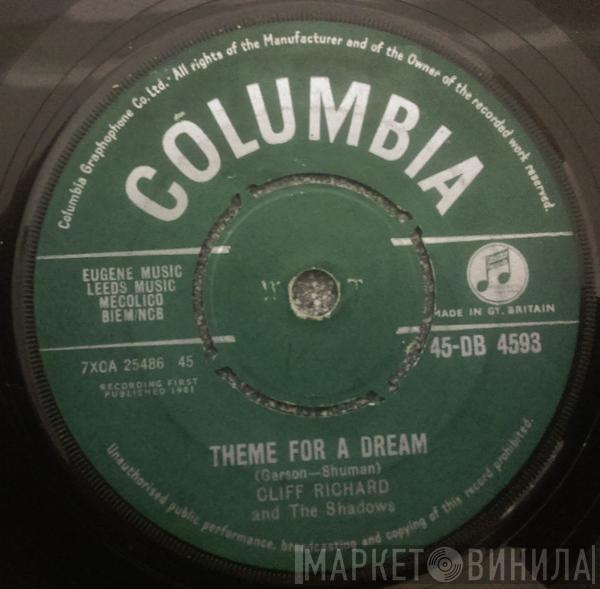 Columbia Graphophone Co. Ltd. All rights of the Manufacturer and of the Owner of the recorded work reserved.
COLUMBIA
EUGENE MUSIC
LEEDS MUSIC
MECOLICO
BIEM/NCB
MADE IN GT. BRITAIN
7XCA 25486 45
45-DB 4593
RECORDING FIRST
PUBLISHED 1961
THEME FOR A DREAM
(Garson—Shuman)
CLIFF RICHARD
and The Shadows
Unauthorised public performance, broadcasting and copying of this record prohibited.
МАРКЕТ ВИНИЛА